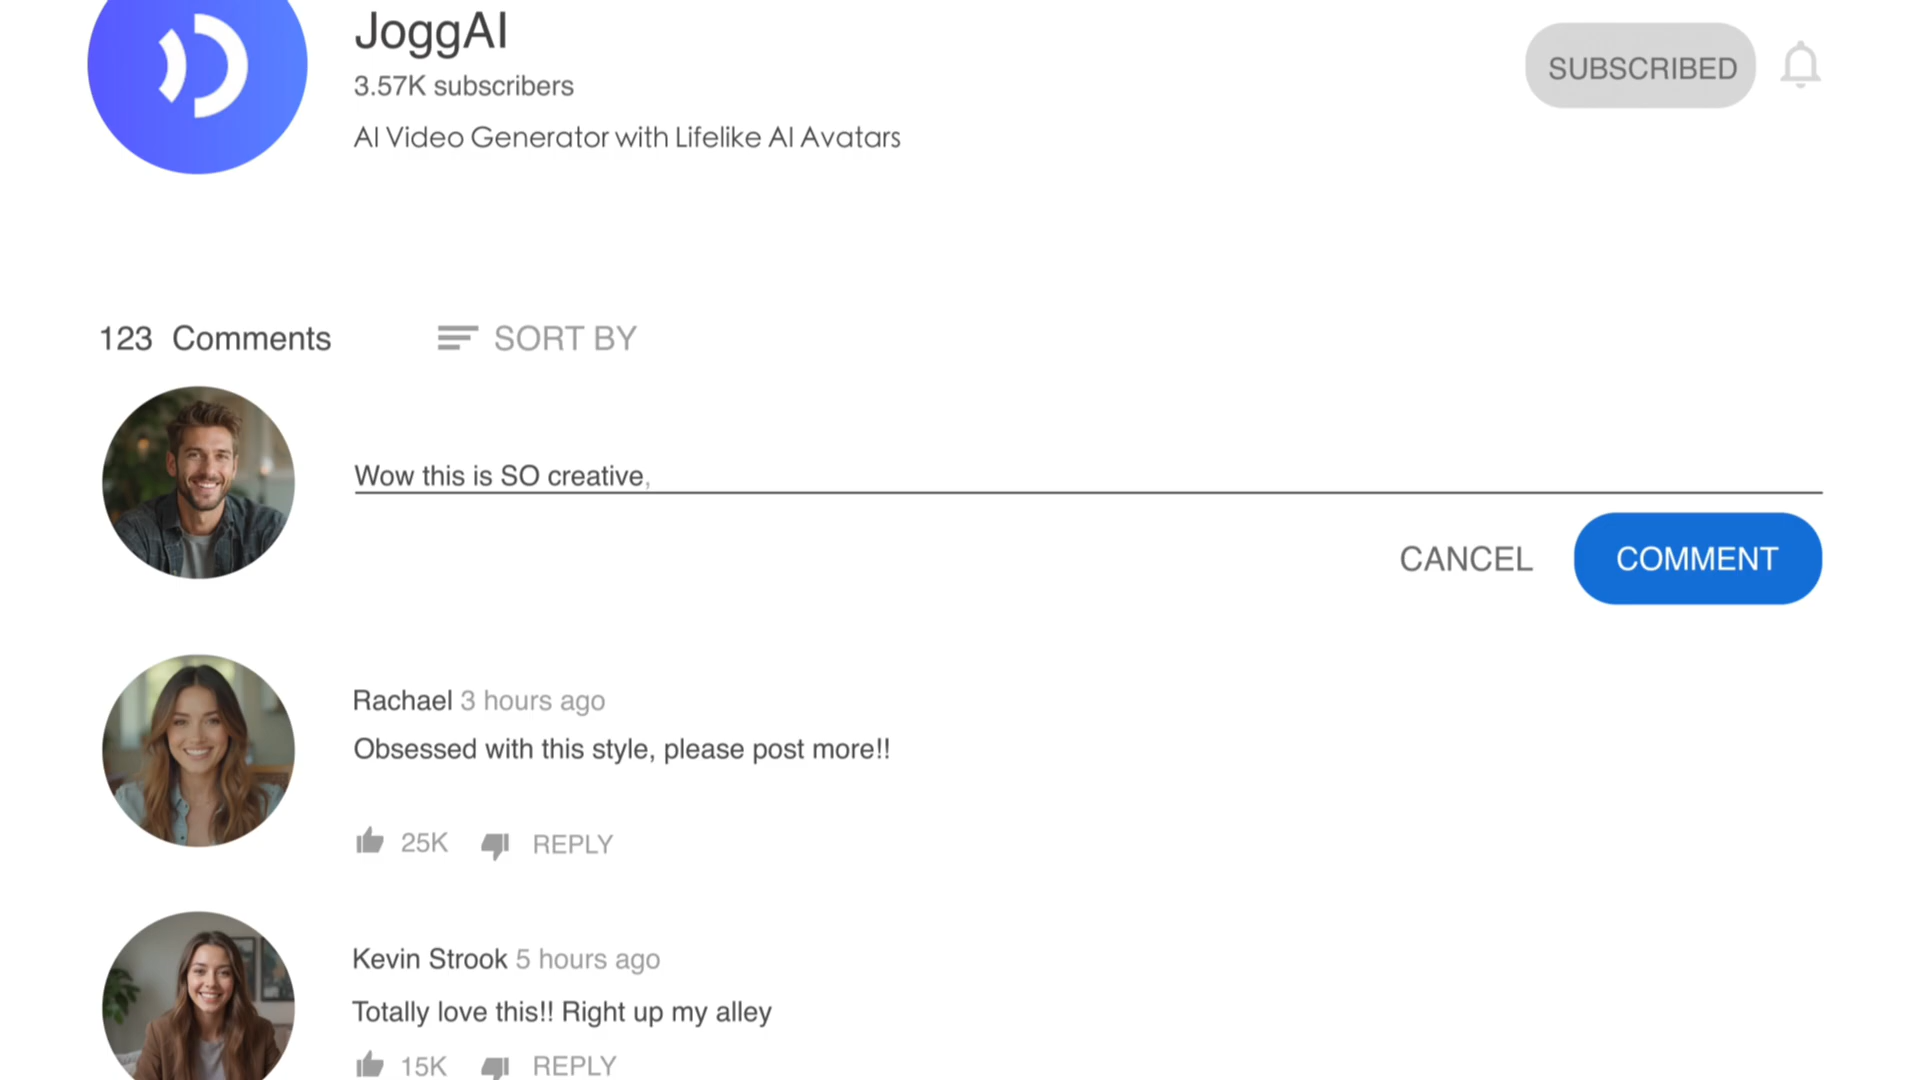 JoggAI
3.57K subscribers
SUBSCRIBED
AI Video Generator with Lifelike AI Avatars
123 Comments
SORT BY
Wow this is SO creative,
CANCEL
COMMENT
Rachael 3 hours ago
Obsessed with this style, please post more!!
25K
REPLY
Kevin Strook 5 hours ago
Totally love this!! Right up my alley
15K
REPLY